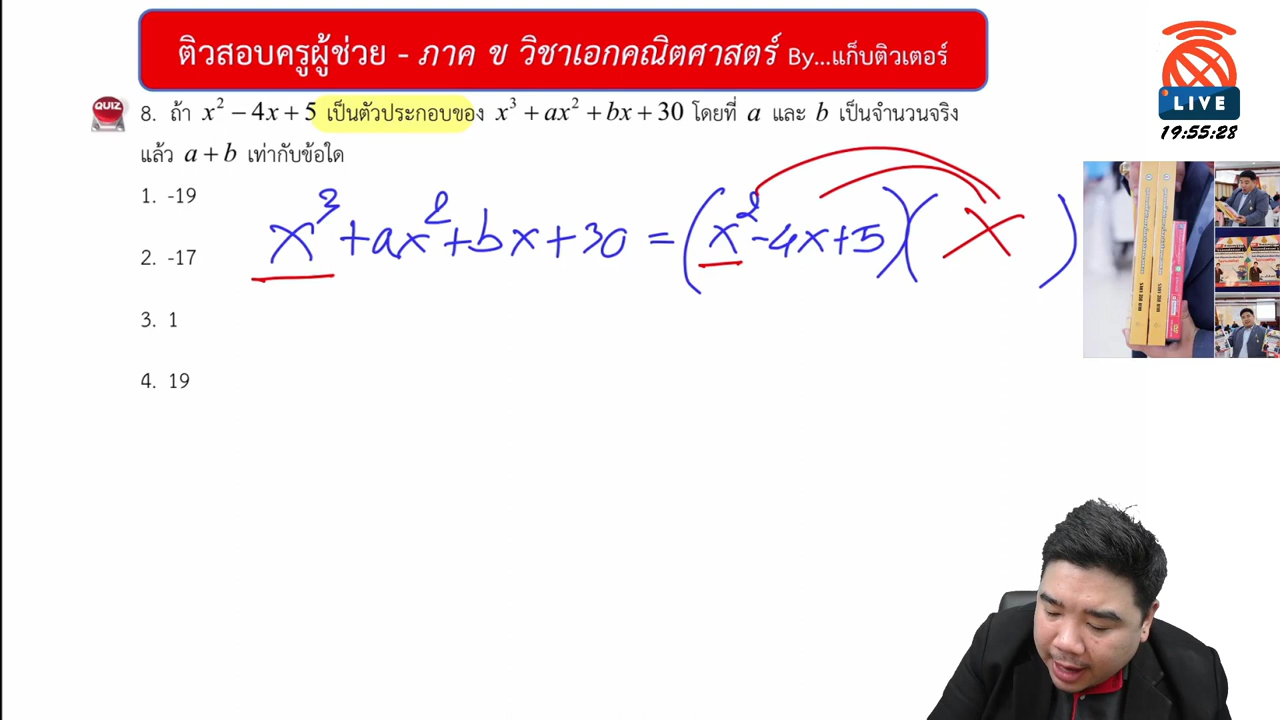 ติวสอบครูผู้ช่วย - ภาค ข วิชาเอกคณิตศาสตร์ By...แก็บติวเตอร์
LIVE
19:55:28
QUIZ
8. ถ้า x² − 4x + 5 เป็นตัวประกอบของ x³ + ax² + bx + 30 โดยที่ a และ b เป็นจำนวนจริง
แล้ว a + b เท่ากับข้อใด
1. -19
x³ + ax² + bx + 30 = (x² - 4x + 5)( x )
2. -17
3. 1
4. 19